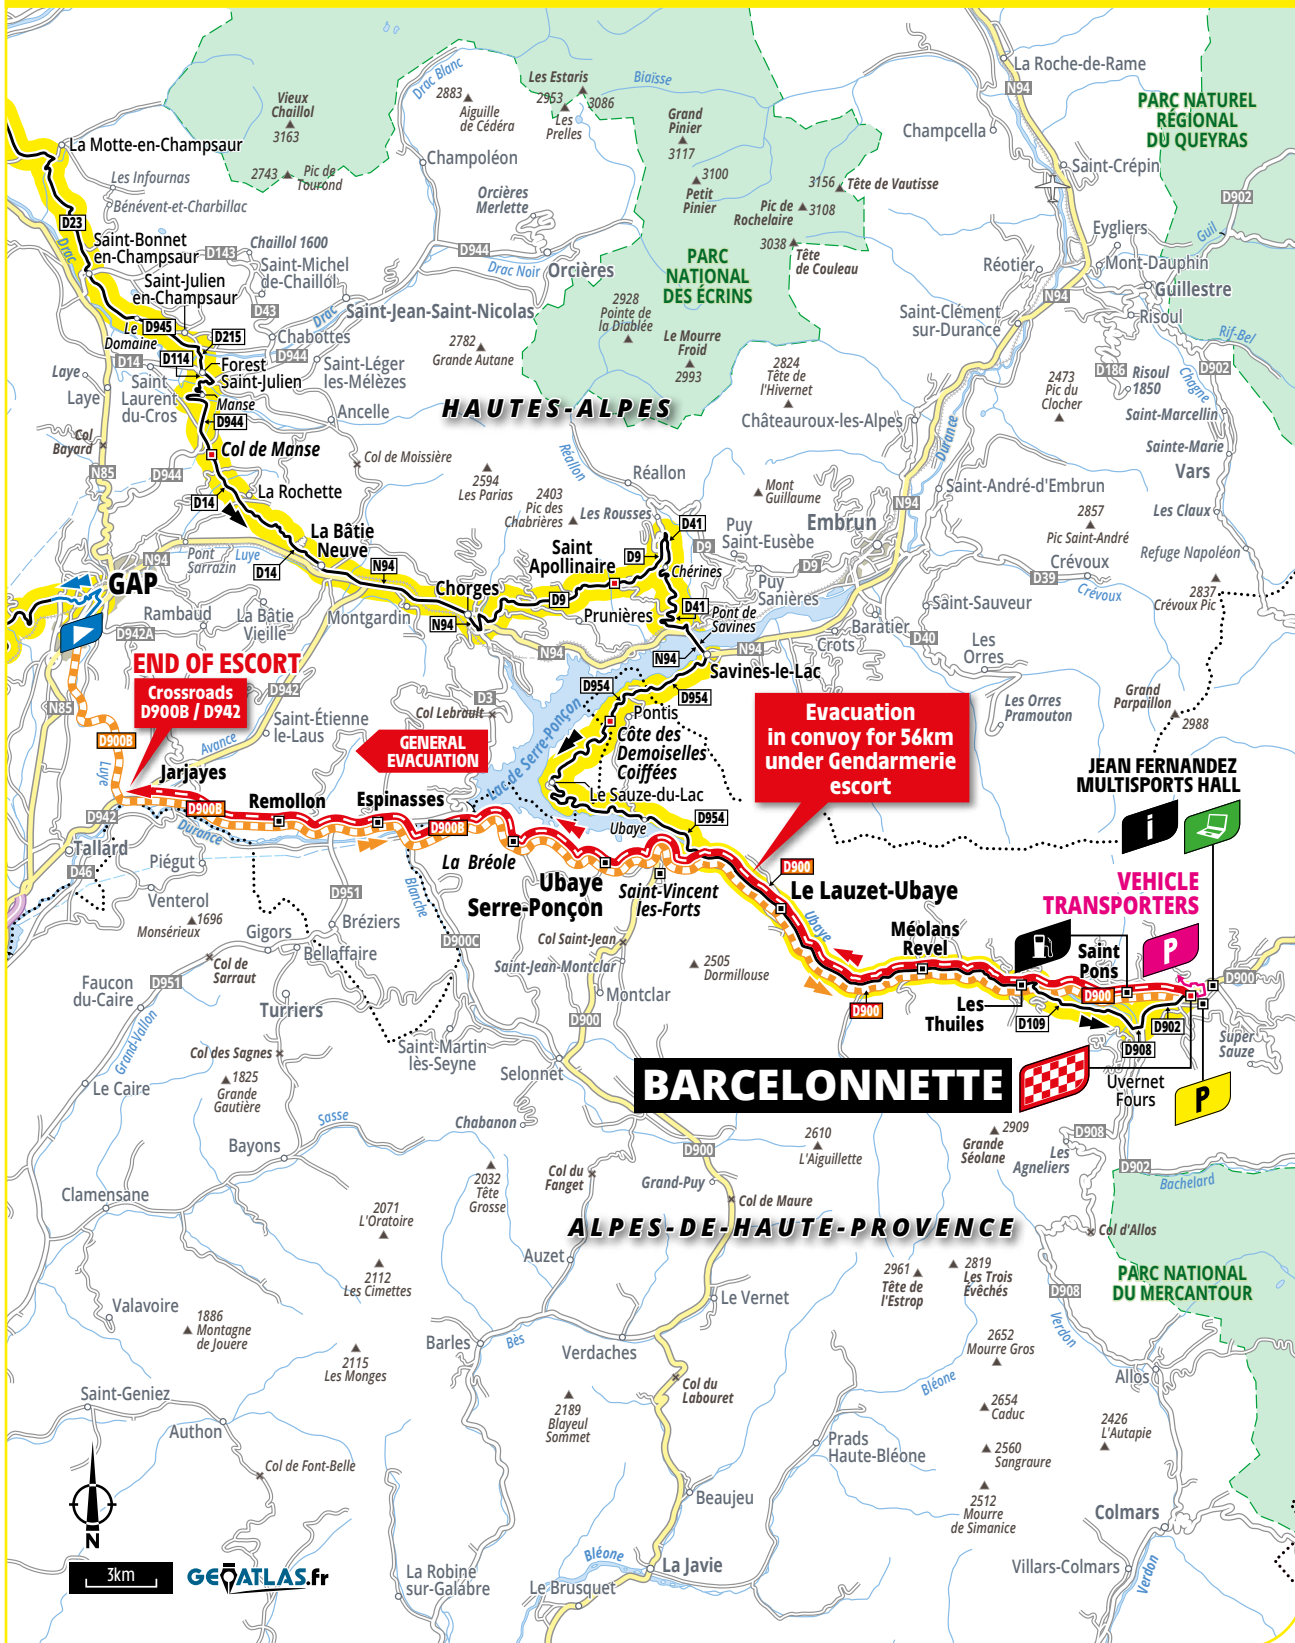 Drac Blanc
Les Estaris
Biaïsse
La Roche-de-Rame
N94
Vieux
Chaillol
3163
2883
Aiguille
de Cédéra
2953
3086
Les
Prelles
Grand
Pinier
3117
Champcella
PARC NATUREL
RÉGIONAL
DU QUEYRAS
La Motte-en-Champsaur
Champoléon
Saint-Crépin
Les Infournas
2743
Pic de
Tourond
3100
Petit
Pinier
3156
Tête de Vautisse
Bénévent-et-Charbillac
Orcières
Merlette
Pic de
Rochelaire
3108
D902
D23
Drac
Saint-Bonnet
en-Champsaur
D143
Chaillol 1600
D944
3038
Tête
de Couleau
Eygliers
Guil
Saint-Michel
de-Chaillol
Drac Noir
Orcières
PARC
NATIONAL
DES ÉCRINS
Réotier
Mont-Dauphin
Saint-Julien
en-Champsaur
N94
Guillestre
D43
Drac
Saint-Jean-Saint-Nicolas
2928
Pointe de
la Diablée
Saint-Clément
sur-Durance
Risoul
Le
Domaine
D945
D215
Chabottes
2782
Grande Autane
Le Mourre
Froid
2993
Rif-Bel
D14
D114
D944
Forest
Saint-Julien
Saint-Léger
les-Mélèzes
2824
Tête de
l'Hivernet
2473
Pic du
Clocher
D186
Risoul
1850
D902
Chagne
Laye
Laye
Saint
Laurent
du-Cros
Manse
Ancelle
HAUTES-ALPES
Châteauroux-les-Alpes
Durance
Saint-Marcellin
D944
Col
Bayard
Col de Manse
Col de Moissière
Réallon
Sainte-Marie
N85
D944
2594
Les Parias
Réallon
Vars
La Rochette
2403
Pic des
Chabrières
Mont
Guillaume
Saint-André-d'Embrun
D14
N94
2857
Pic Saint-André
Les Claux
Les Rousses
D41
Puy
Saint-Eusèbe
Embrun
La Bâtie
Neuve
N94
Pont
Sarrazin
Luye
D14
N94
Saint
Apollinaire
D9
D9
Chérines
D9
Crévoux
Refuge Napoléon
GAP
Chorges
Puy
Sanières
D39
Crévoux
2837
Crévoux Pic
Rambaud
La Bâtie
Vieille
Montgardin
D9
Prunières
D41
Pont de
Savines
Saint-Sauveur
D942A
N94
N94
N94
N94
Baratier
Crots
D40
Les
Orres
END OF ESCORT
Savines-le-Lac
Crossroads
D900B / D942
D942
D3
Col Lebrault
D954
D954
Les Orres
Pramouton
Grand
Parpaillon
2988
N85
Saint-Étienne
le-Laus
Pontis
Evacuation
in convoy for 56km
under Gendarmerie
escort
D900B
Avance
GENERAL
EVACUATION
Lac de Serre-Ponçon
Côte des
Demoiselles
Coiffées
JEAN FERNANDEZ
MULTISPORTS HALL
Luye
Jarjayes
Le Sauze-du-Lac
i
D942
D900B
Remollon
Espinasses
D900B
Ubaye
D954
Durance
Tallard
La Bréole
D900
VEHICLE
TRANSPORTERS
Piégut
D46
Ubaye
Serre-Ponçon
Saint-Vincent
les-Forts
Le Lauzet-Ubaye
Venterol
D951
Blanche
Ubaye
Méolans
Revel
1696
Monsérieux
Bréziers
P
Gigors
D900C
Col Saint-Jean
Saint
Pons
Bellaffaire
Saint-Jean-Montclar
2505
Dormillouse
Col de
Sarraut
D900
Faucon
du-Caire
D951
Montclar
D900
Turriers
D900
Les
Thuiles
D109
D902
Grand-Vallon
D900
D908
Super
Sauze
Col des Sagnes
Saint-Martin
lès-Seyne
Selonnet
BARCELONNETTE
Uvernet
Fours
P
Le Caire
1825
Grande
Gautière
Sasse
Chabanon
2610
L'Aiguillette
2909
Grande
Séolane
D908
Bayons
D900
Les
Agneliers
Col du
Fanget
Grand-Puy
D902
Bachelard
2032
Tête
Grosse
Clamensane
Col de Maure
2071
L'Oratoire
ALPES-DE-HAUTE-PROVENCE
Col d'Allos
Auzet
2112
Les Cimettes
2961
Tête de
l'Estrop
2819
Les Trois
Évêchés
PARC NATIONAL
DU MERCANTOUR
Valavoire
D908
Le Vernet
1886
Montagne
de Jouere
Barles
Bès
Verdaches
2652
Mourre Gros
Verdon
2115
Les Monges
Allos
Saint-Geniez
Col du
Labouret
Bléone
2189
Blayeul
Sommet
2654
Caduc
Authon
2426
L'Autapie
Prads
Haute-Bléone
Col de Font-Belle
2560
Sangraure
Beaujeu
2512
Mourre
de Simanice
Colmars
N
3km
GEOATLAS.fr
Bléone
La Javie
La Robine
sur-Galabre
Le Brusquet
Villars-Colmars
Verdon